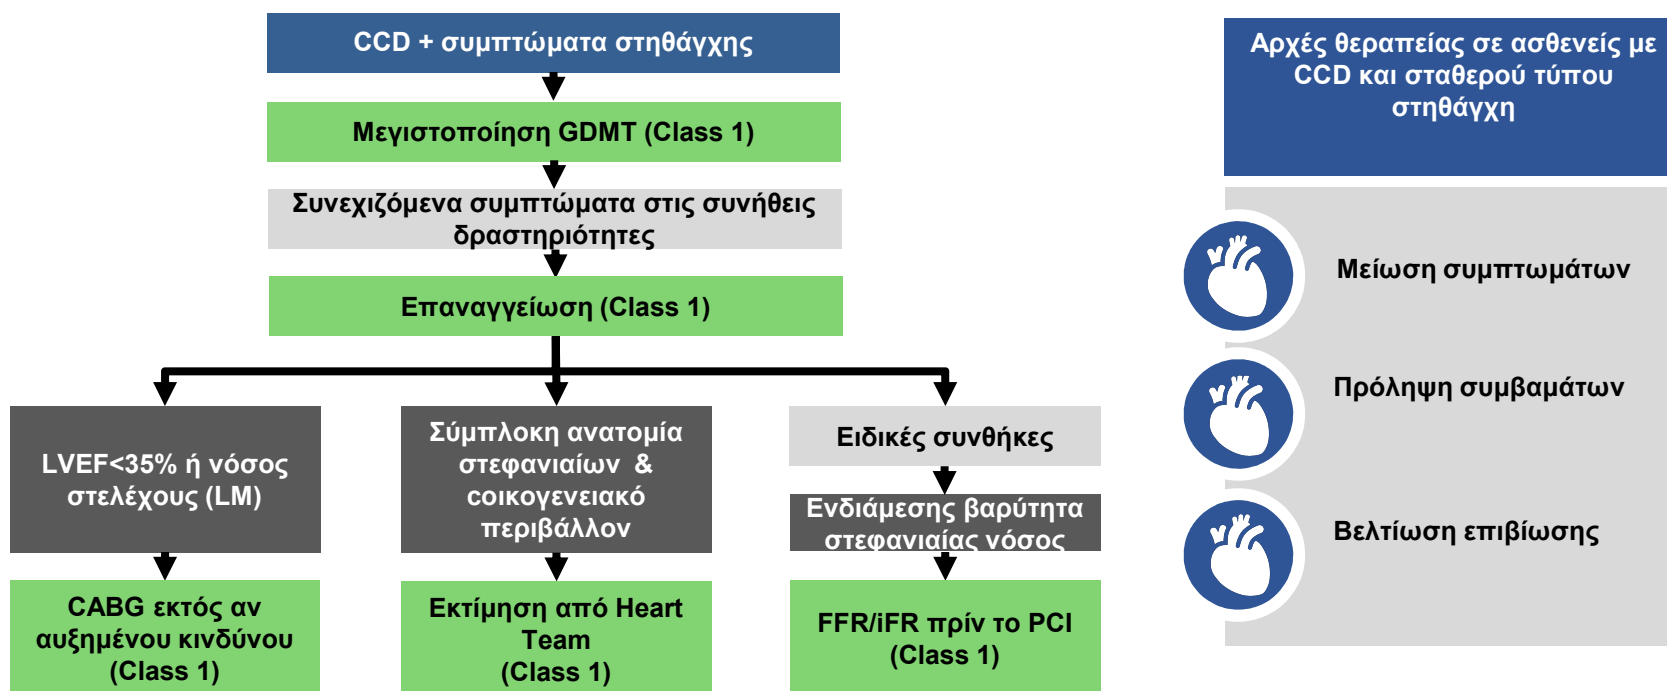 CCD + συμπτώματα στηθάγχης
Μεγιστοποίηση GDMT (Class 1)
Συνεχιζόμενα συμπτώματα στις συνήθεις
δραστηριότητες
Επαναγγείωση (Class 1)
LVEF<35% ή νόσος
στελέχους (LM)
CABG εκτός αν
αυξημένου κινδύνου
(Class 1)
Σύμπλοκη ανατομία
στεφανιαίων &
cοικογενειακό
περιβάλλον
Εκτίμηση από Heart
Team
(Class 1)
Ειδικές συνθήκες
Ενδιάμεσης βαρύτητα
στεφανιαίας νόσος
FFR/iFR πρίν το PCI
(Class 1)
Αρχές θεραπείας σε ασθενείς με
CCD και σταθερού τύπου
στηθάγχη
Μείωση συμπτωμάτων
Πρόληψη συμβαμάτων
Βελτίωση επιβίωσης